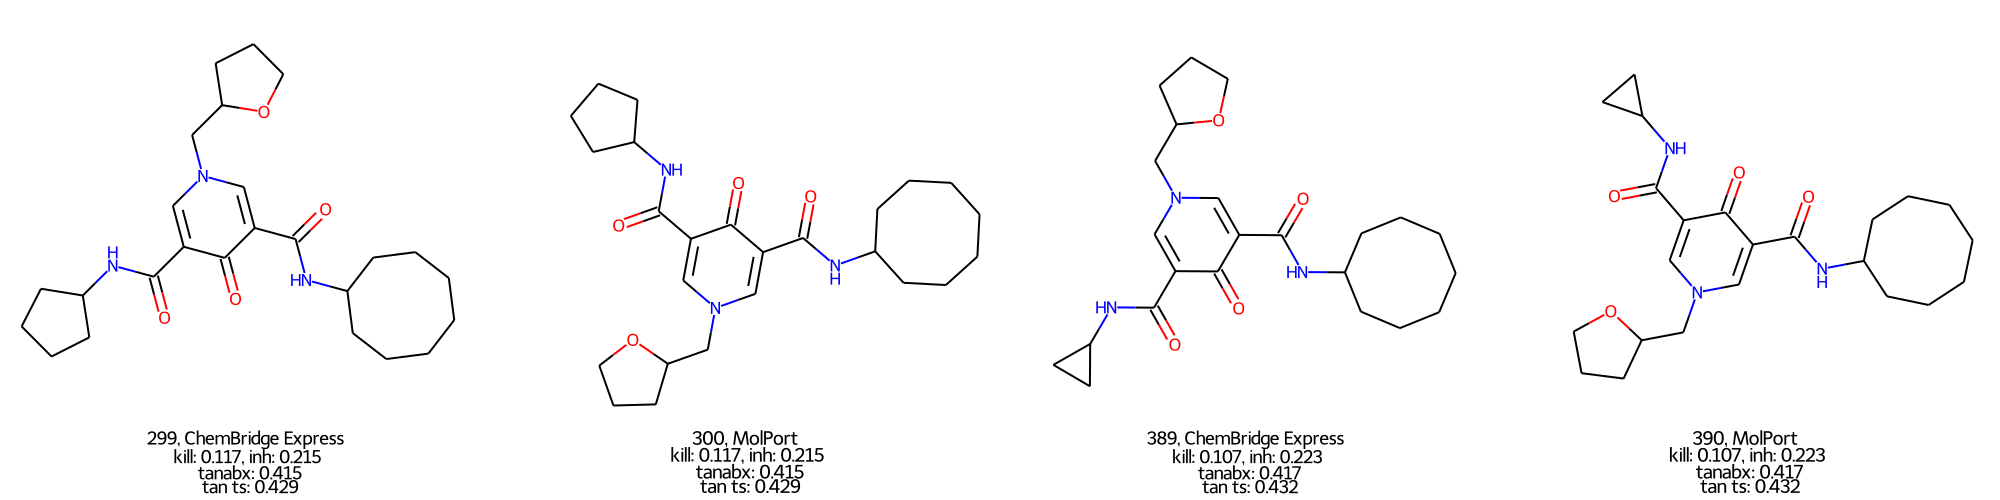 O
N
O
H
N
HN
O
O
NH
O
O
O
O
N
H
N
O
O
N
O
HN
HN
O
O
NH
O
O
O
N
H
N
O
299, ChemBridge Express
kill: 0.117, inh: 0.215
tanabx: 0.415
tan ts: 0.429
300, MolPort
kill: 0.117, inh: 0.215
tanabx: 0.415
tan ts: 0.429
389, ChemBridge Express
kill: 0.107, inh: 0.223
tanabx: 0.417
tan ts: 0.432
390, MolPort
kill: 0.107, inh: 0.223
tanabx: 0.417
tan ts: 0.432